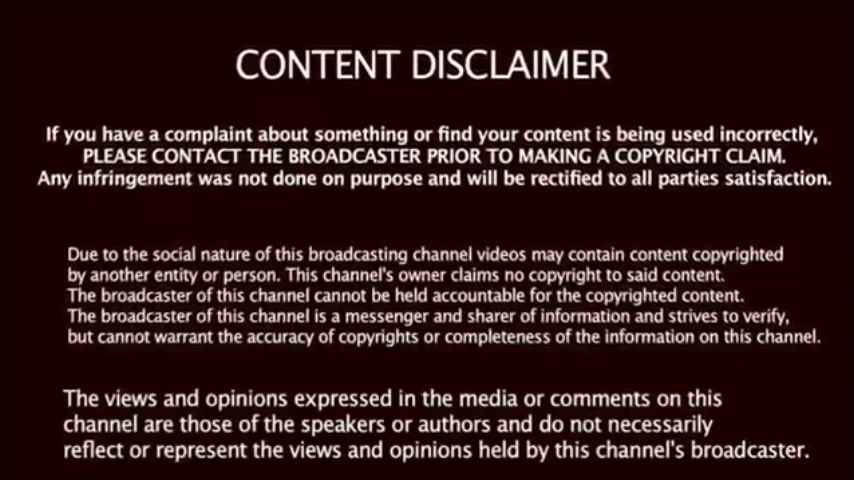 CONTENT DISCLAIMER
If you have a complaint about something or find your content is being used incorrectly,
PLEASE CONTACT THE BROADCASTER PRIOR TO MAKING A COPYRIGHT CLAIM.
Any infringement was not done on purpose and will be rectified to all parties satisfaction.
Due to the social nature of this broadcasting channel videos may contain content copyrighted
by another entity or person. This channel's owner claims no copyright to said content.
The broadcaster of this channel cannot be held accountable for the copyrighted content.
The broadcaster of this channel is a messenger and sharer of information and strives to verify,
but cannot warrant the accuracy of copyrights or completeness of the information on this channel.
The views and opinions expressed in the media or comments on this
channel are those of the speakers or authors and do not necessarily
reflect or represent the views and opinions held by this channel's broadcaster.